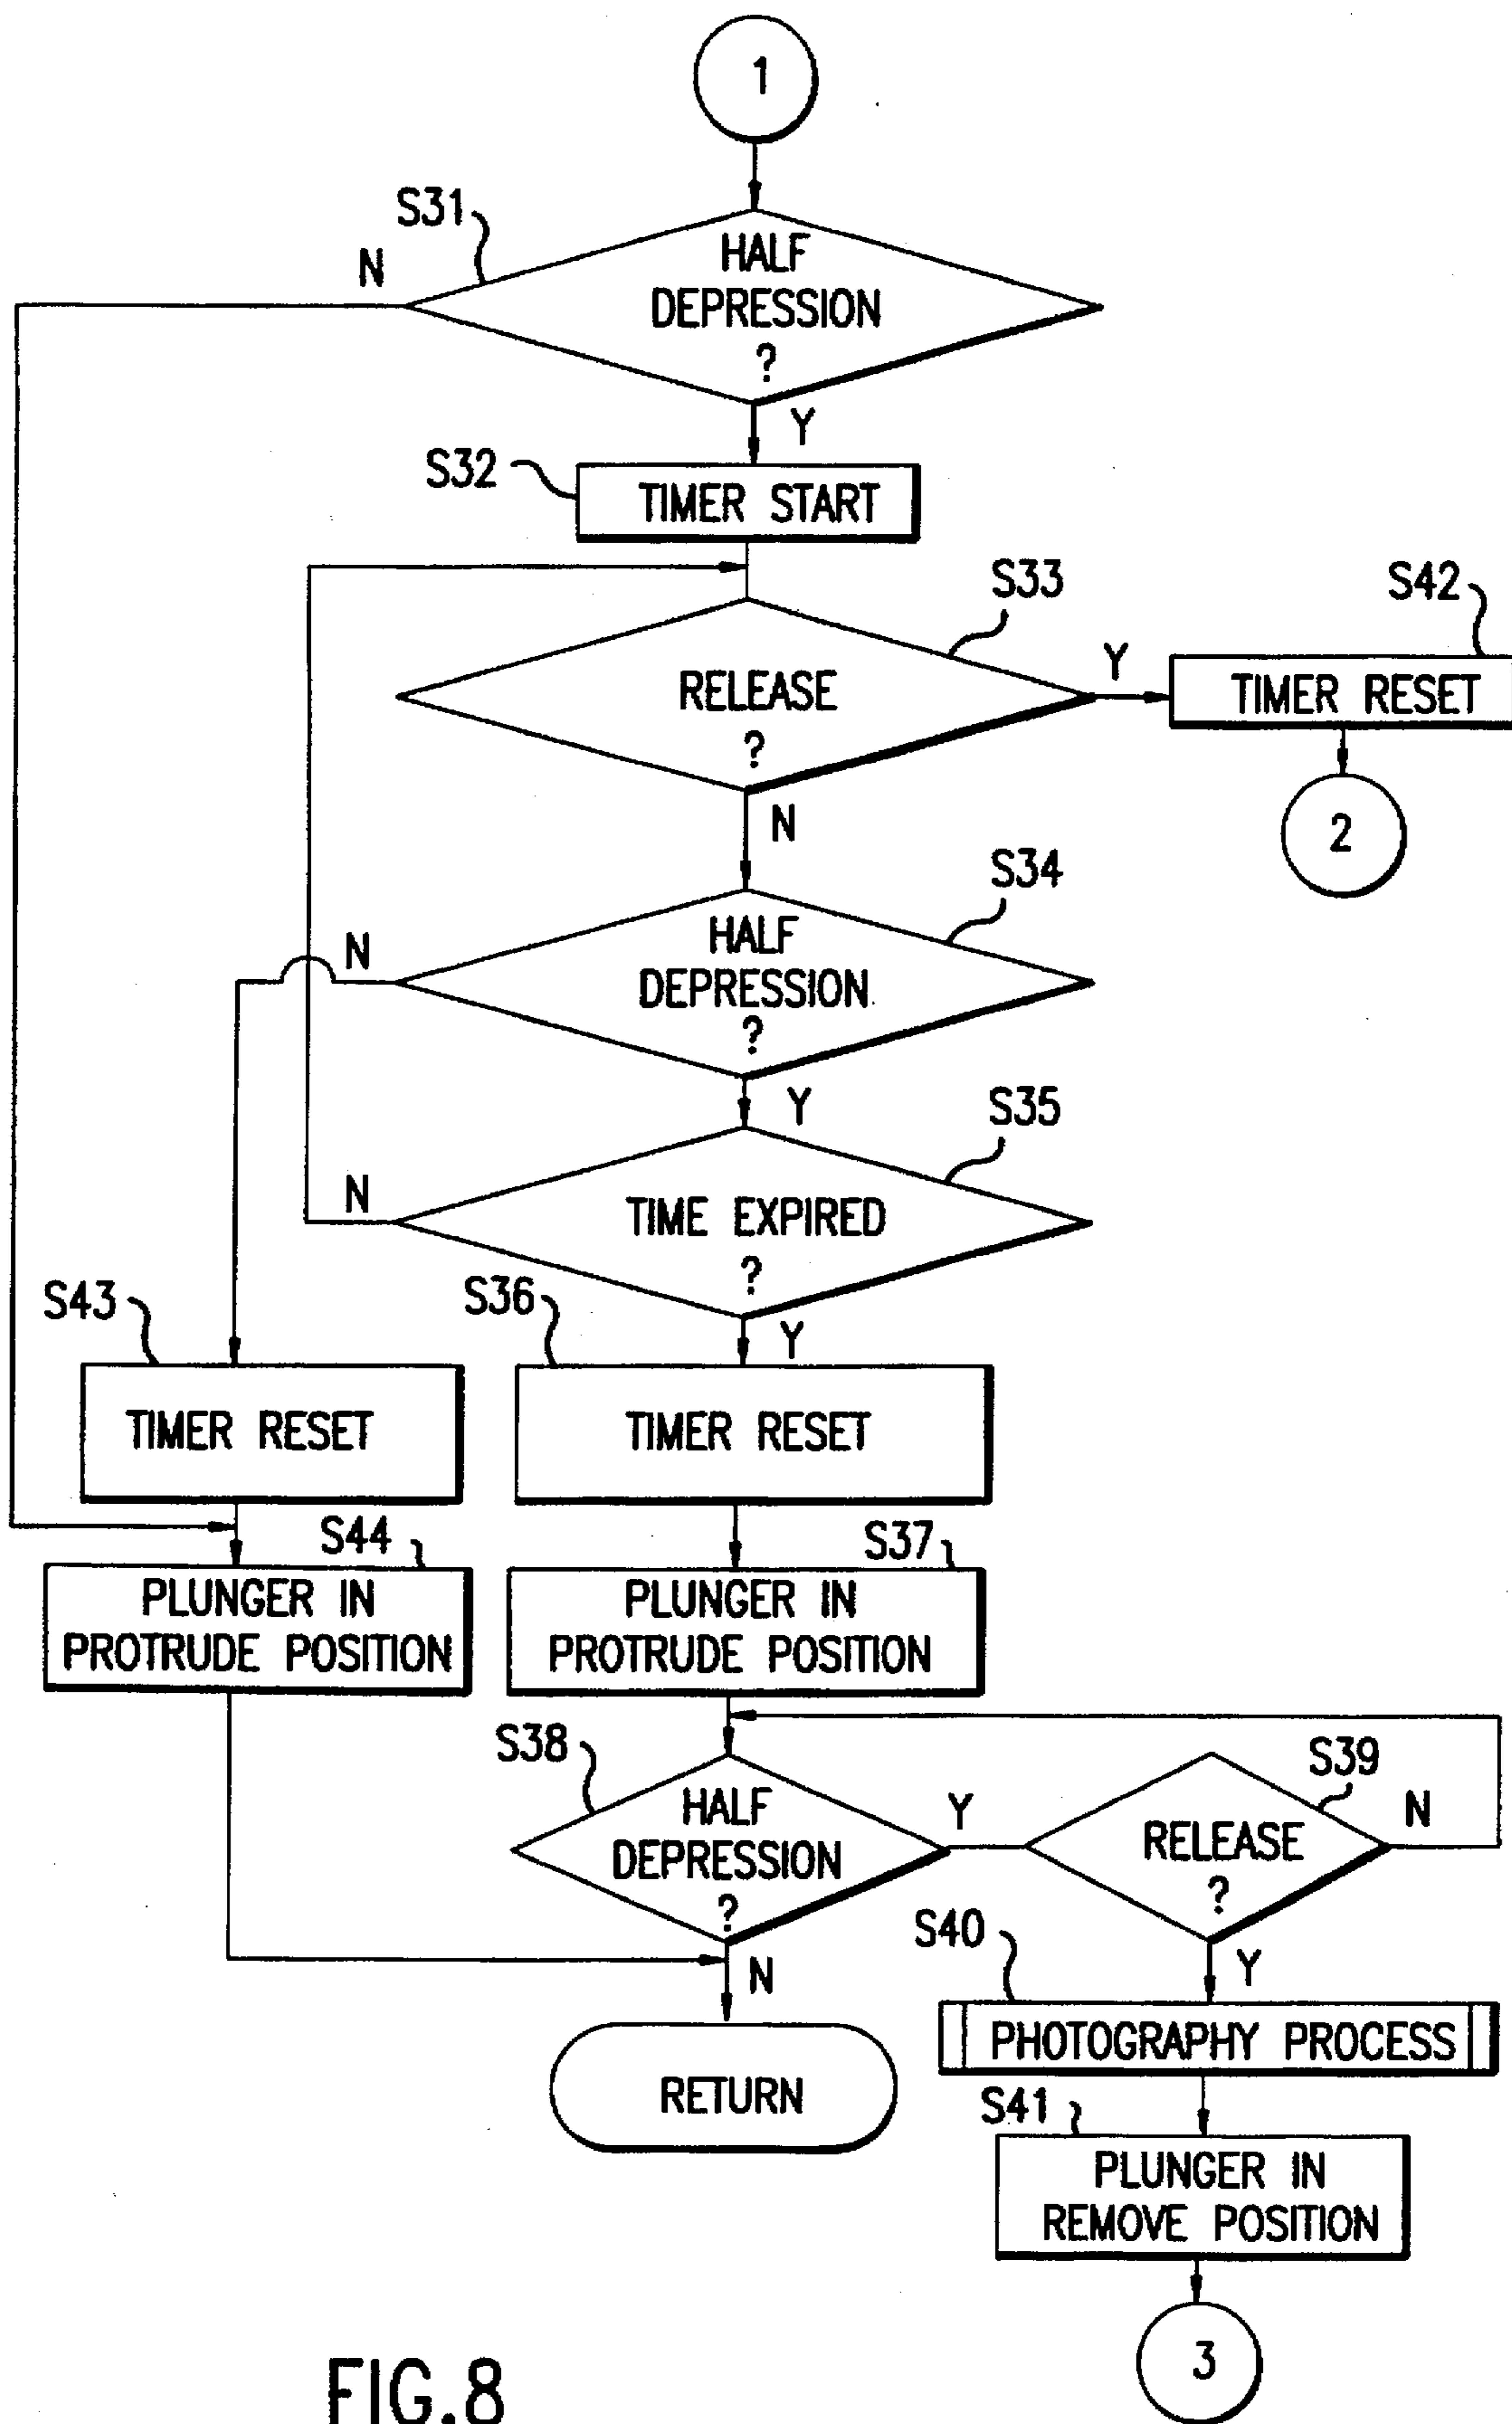 1
S31
N
HALF
DEPRESSION
?
Y
S32
TIMER START
S33
S42
RELEASE
?
Y
TIMER RESET
N
2
S34
N
HALF
DEPRESSION
?
Y
S35
N
TIME EXPIRED
?
S43
S36
Y
TIMER RESET
TIMER RESET
S44
S37
PLUNGER IN
PROTRUDE POSITION
PLUNGER IN
PROTRUDE POSITION
S38
S39
HALF
DEPRESSION
?
Y
RELEASE
?
N
S40
N
Y
PHOTOGRAPHY PROCESS
RETURN
S41
PLUNGER IN
REMOVE POSITION
3
FIG.8